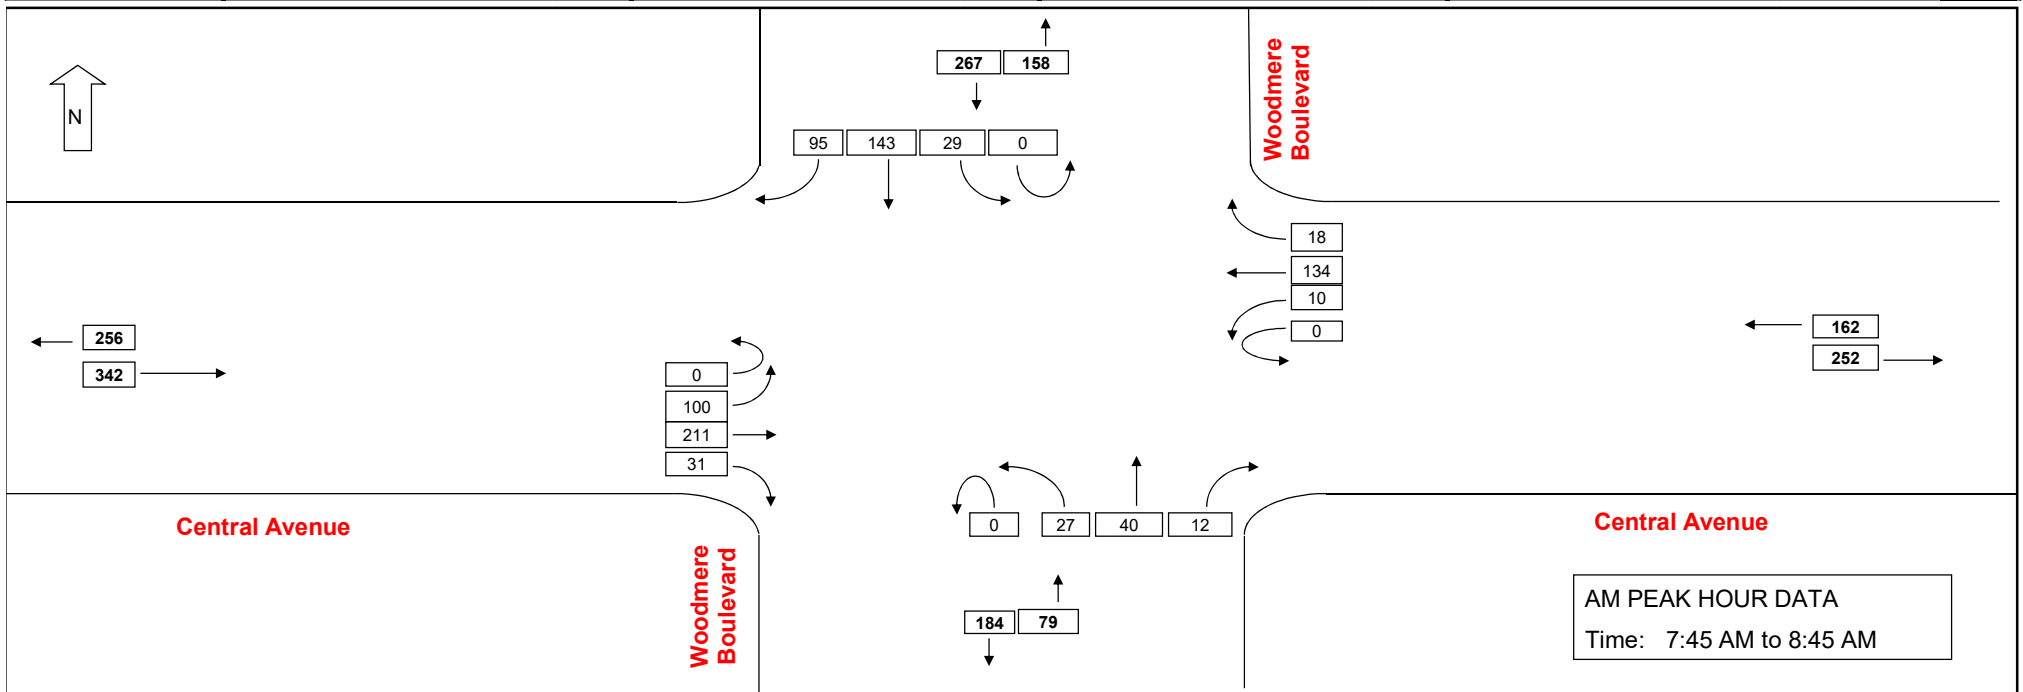 267 158
Woodmere
Boulevard
N
95 143 29 0
18
134
10
0
256
342
162
252
0
100
211
31
0 27 40 12
Central Avenue
Central Avenue
Woodmere
Boulevard
184 79
AM PEAK HOUR DATA
Time: 7:45 AM to 8:45 AM